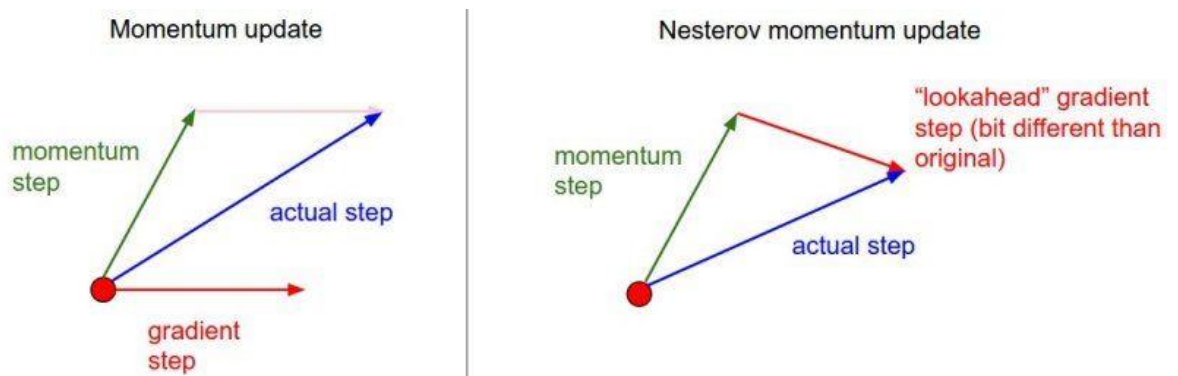 Momentum update
momentum
step
actual step
gradient
step
Nesterov momentum update
momentum
step
“lookahead” gradient
step (bit different than
original)
actual step